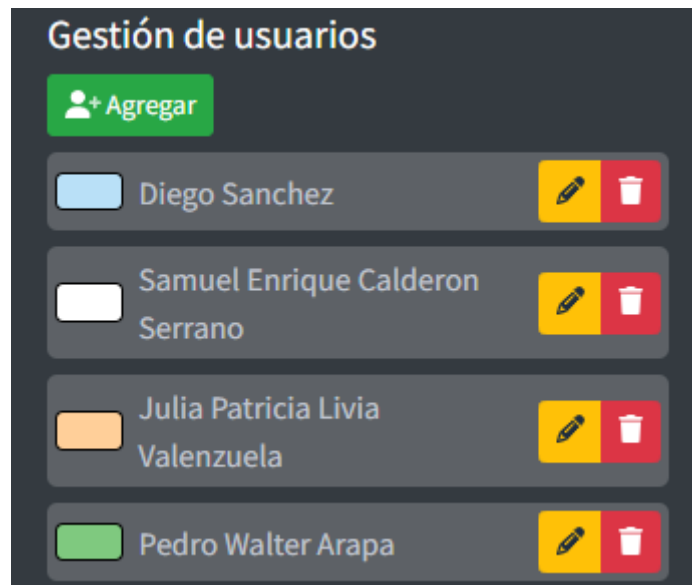 Gestión de usuarios
Agregar
Diego Sanchez
Samuel Enrique Calderon
Serrano
Julia Patricia Livia
Valenzuela
Pedro Walter Arapa